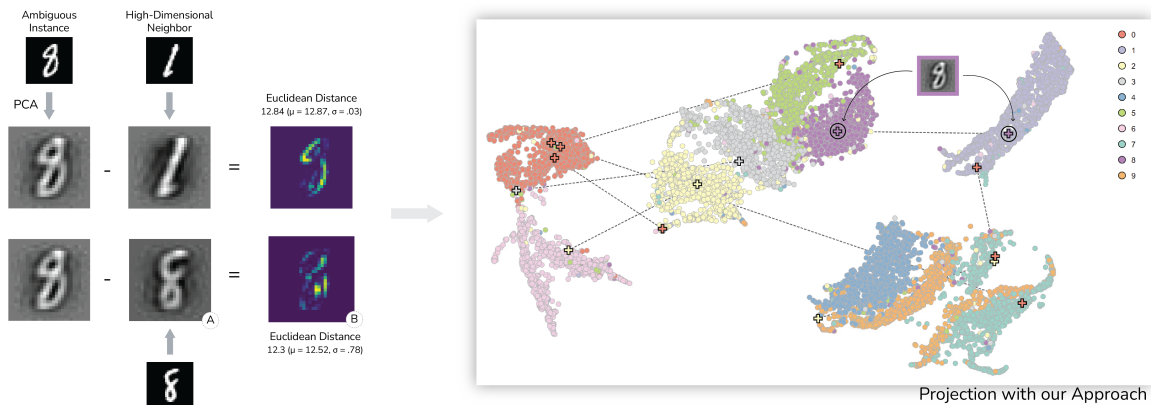 Ambiguous
Instance
High-Dimensional
Neighbor
PCA
Euclidean Distance
12.84 (μ = 12.87, σ = .03)
-
=
-
=
A
B
Euclidean Distance
12.3 (μ = 12.52, σ = .78)
0
1
2
3
4
5
6
7
8
9
Projection with our Approach